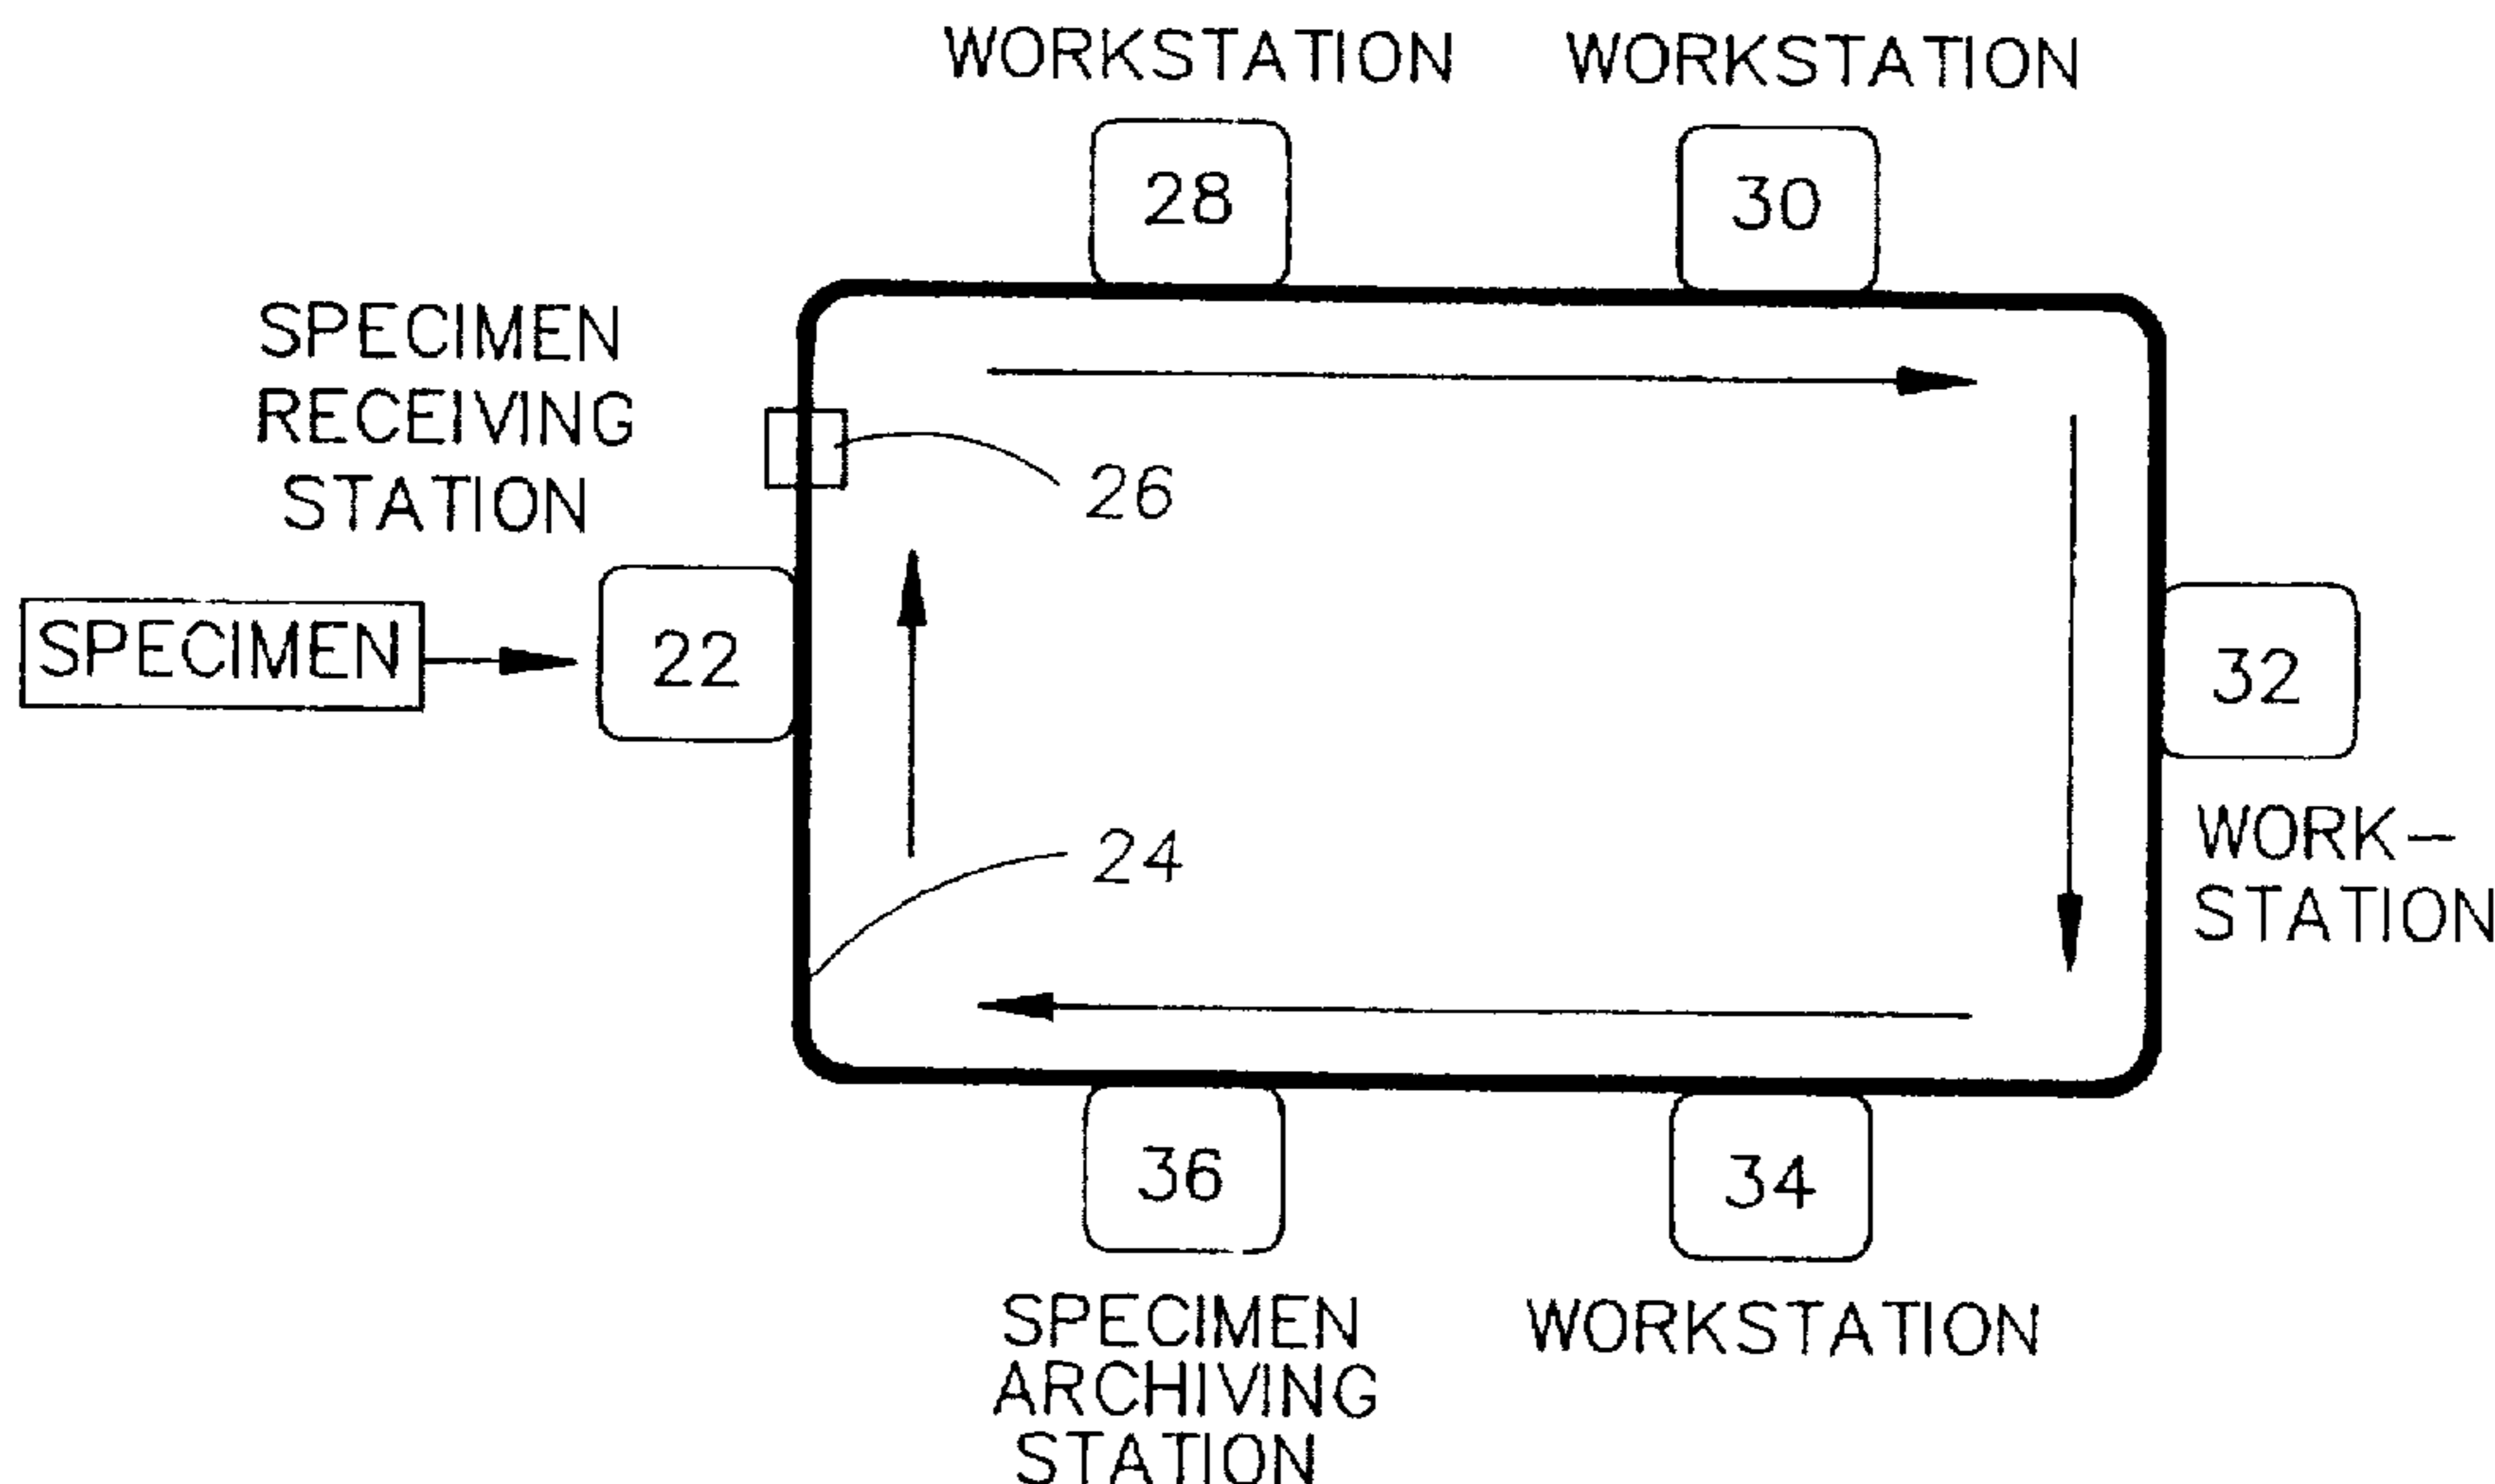 WORKSTATION
WORKSTATION
28
30
SPECIMEN
RECEIVING
STATION
26
SPECIMEN
22
32
24
WORK-
STATION
36
34
SPECIMEN
ARCHIVING
STATION
WORKSTATION